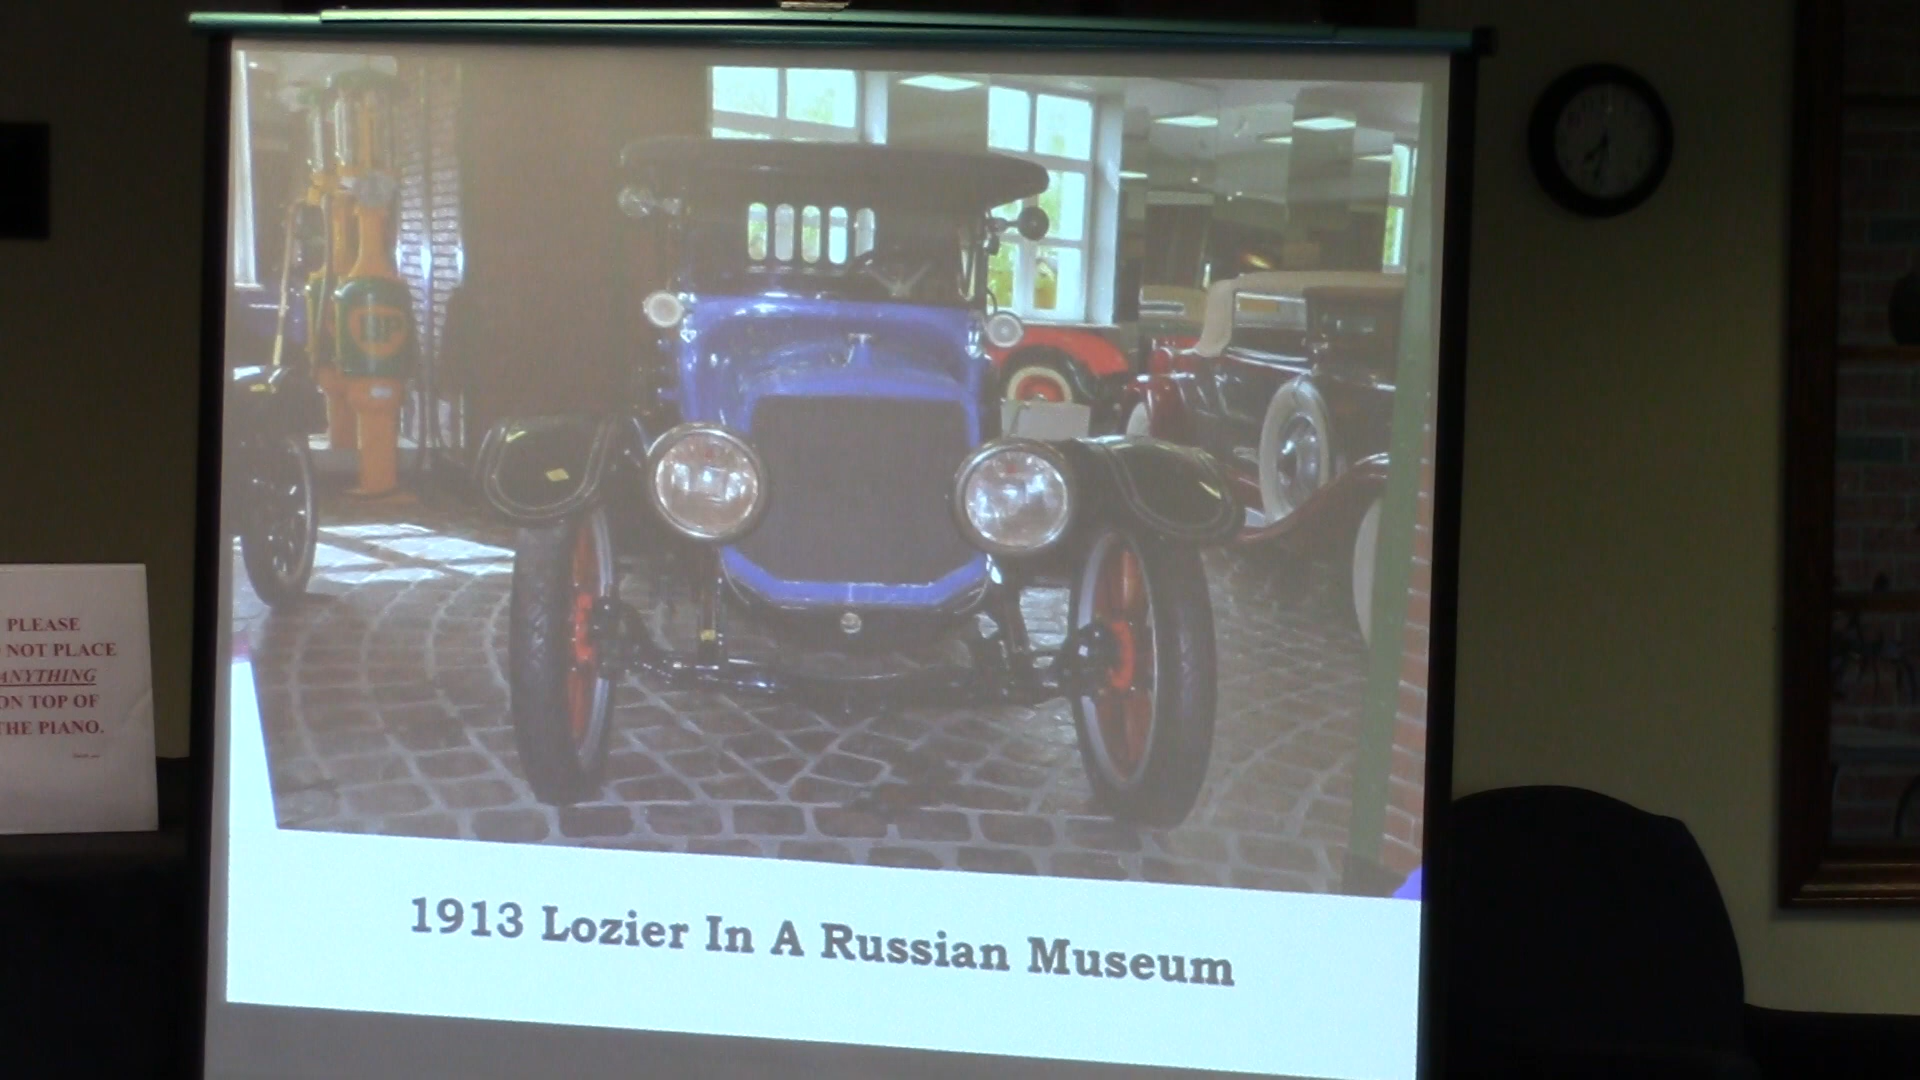 BP
PLEASE
NOT PLACE
ANYTHING
ON TOP OF
THE PIANO.
1913 Lozier In A Russian Museum